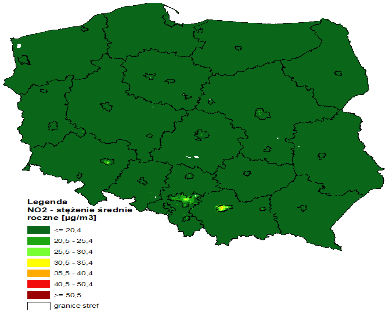 Legenda
NO2 - stężenie średnie
roczne [µg/m3]
<= 20,4
20,5 - 25,4
25,5 - 30,4
30,5 - 35,4
35,5 - 40,4
40,5 - 50,4
>= 50,5
granice stref